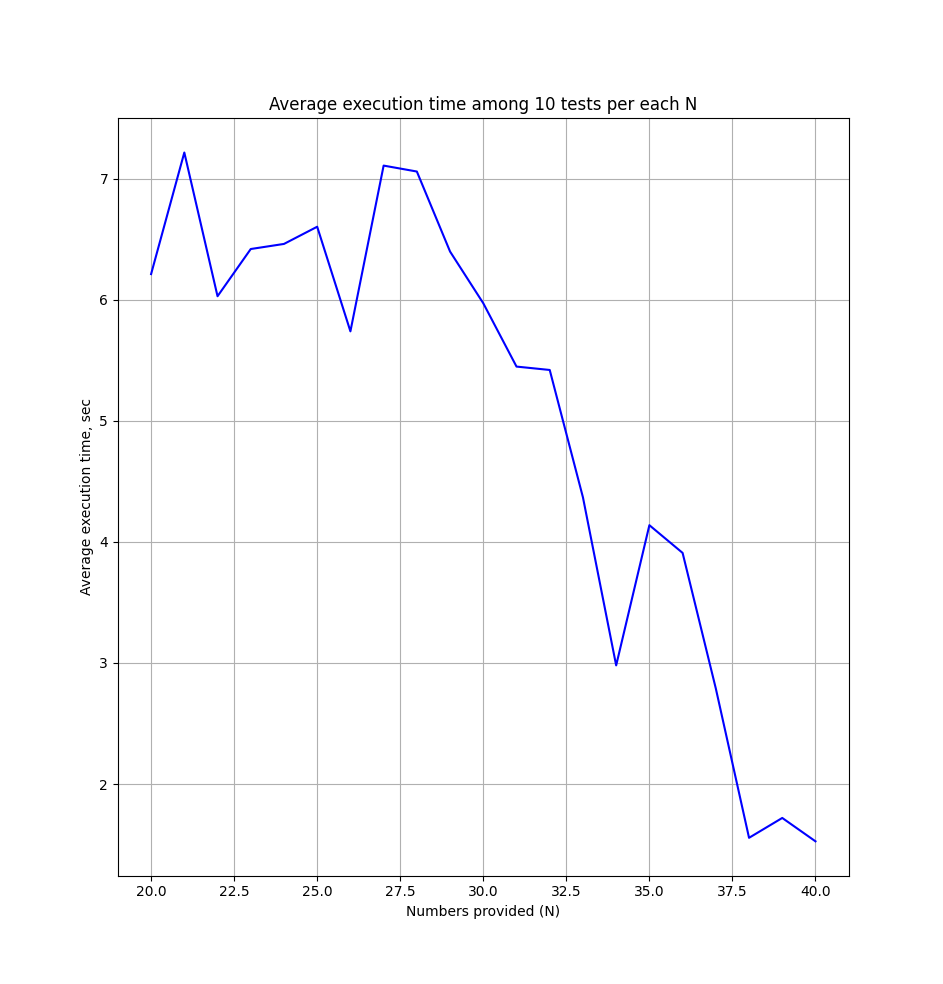 Average execution time among 10 tests per each N
7
6
5
4
3
2
Average execution time, sec
20.0 22.5 25.0 27.5 30.0 32.5 35.0 37.5 40.0
Numbers provided (N)